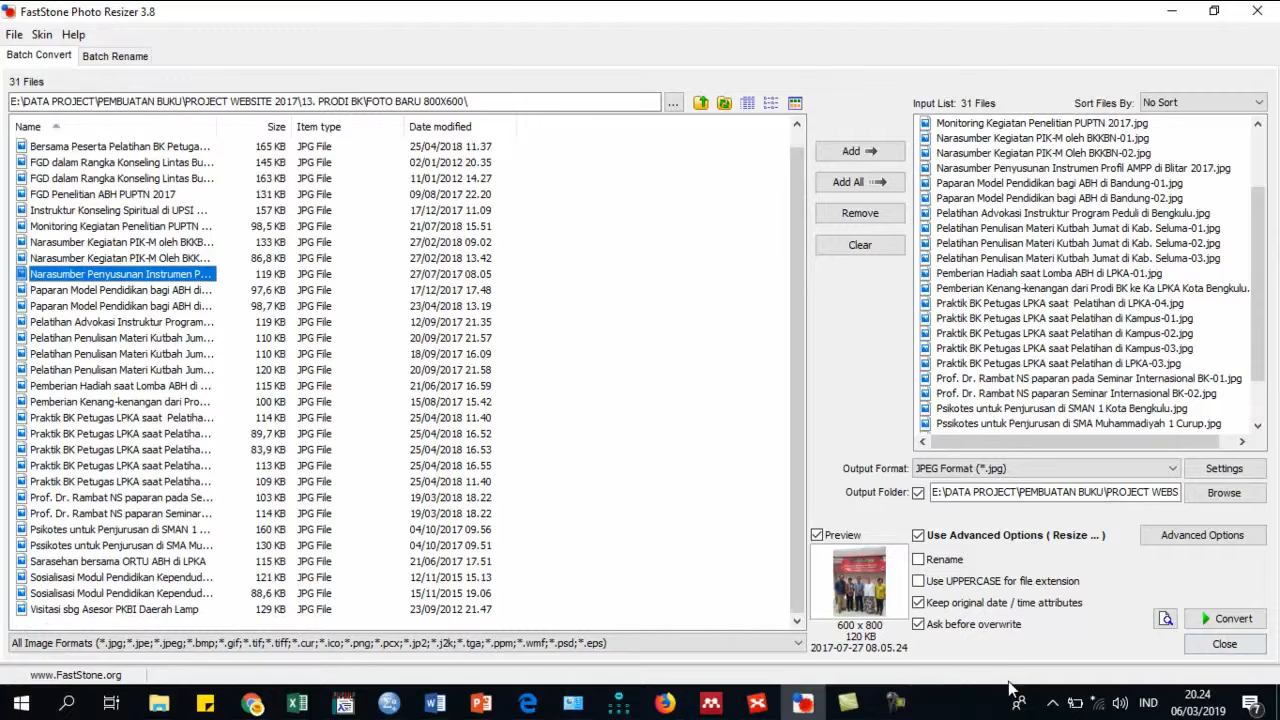 FastStone Photo Resizer 3.8
File Skin Help
Batch Convert Batch Rename
31 Files
E:\DATA PROJECT\PEMBUATAN BUKU\PROJECT WEBSITE 2017\13. PRODI BK\FOTO BARU 800X600\ ...
Name Size Item type Date modified
Bersama Peserta Pelatihan BK Petuga... 165 KB JPG File 25/04/2018 11.37
FGD dalam Rangka Konseling Lintas Bu... 145 KB JPG File 02/01/2012 20.35
FGD dalam Rangka Konseling Lintas Bu... 163 KB JPG File 11/01/2012 14.27
FGD Penelitian ABH PUPTN 2017 131 KB JPG File 09/08/2017 22.20
Instruktur Konseling Spiritual di UPSI ... 157 KB JPG File 17/12/2017 11.09
Monitoring Kegiatan Penelitian PUPTN ... 98,5 KB JPG File 21/07/2018 15.51
Narasumber Kegiatan PIK-M oleh BKKB... 133 KB JPG File 27/02/2018 09.02
Narasumber Kegiatan PIK-M Oleh BKK... 86,8 KB JPG File 27/02/2018 13.42
Narasumber Penyusunan Instrumen P... 119 KB JPG File 27/07/2017 08.05
Paparan Model Pendidikan bagi ABH di... 97,6 KB JPG File 17/12/2017 17.48
Paparan Model Pendidikan bagi ABH di... 98,7 KB JPG File 23/04/2018 13.19
Pelatihan Advokasi Instruktur Program... 119 KB JPG File 12/09/2017 21.35
Pelatihan Penulisan Materi Kutbah Jum... 110 KB JPG File 20/09/2017 21.57
Pelatihan Penulisan Materi Kutbah Jum... 110 KB JPG File 18/09/2017 16.09
Pelatihan Penulisan Materi Kutbah Jum... 120 KB JPG File 20/09/2017 21.58
Pemberian Hadiah saat Lomba ABH di ... 115 KB JPG File 21/06/2017 16.59
Pemberian Kenang-kenangan dari Pro... 100 KB JPG File 15/08/2017 15.42
Praktik BK Petugas LPKA saat  Pelatiha... 114 KB JPG File 25/04/2018 11.40
Praktik BK Petugas LPKA saat Pelatiha... 89,7 KB JPG File 25/04/2018 16.52
Praktik BK Petugas LPKA saat Pelatiha... 83,9 KB JPG File 25/04/2018 16.53
Praktik BK Petugas LPKA saat Pelatiha... 113 KB JPG File 25/04/2018 16.55
Praktik BK Petugas LPKA saat Pelatiha... 109 KB JPG File 25/04/2018 11.40
Prof. Dr. Rambat NS paparan pada Se... 103 KB JPG File 19/03/2018 18.22
Prof. Dr. Rambat NS paparan Seminar... 114 KB JPG File 19/03/2018 18.22
Psikotes untuk Penjurusan di SMAN 1 ... 160 KB JPG File 04/10/2017 09.56
Pssikotes untuk Penjurusan di SMA Mu... 130 KB JPG File 04/10/2017 09.51
Sarasehan bersama ORTU ABH di LPKA 121 KB JPG File 21/06/2017 17.51
Sosialisasi Modul Pendidikan Kependud... 121 KB JPG File 12/11/2015 15.13
Sosialisasi Modul Pendidikan Kependud... 88,6 KB JPG File 15/11/2015 19.06
Visitasi sbg Asesor PKBI Daerah Lamp 129 KB JPG File 23/09/2012 21.47
All Image Formats (*.jpg;*.jpe;*.jpeg;*.bmp;*.gif;*.tif;*.tiff;*.cur;*.ico;*.png;*.pcx;*.jp2;*.j2k;*.tga;*.ppm;*.wmf;*.psd;*.eps)
Add
Add All
Remove
Clear
Input List: 31 Files Sort Files By: No Sort
Monitoring Kegiatan Penelitian PUPTN 2017.jpg
Narasumber Kegiatan PIK-M oleh BKKBN-01.jpg
Narasumber Kegiatan PIK-M Oleh BKKBN-02.jpg
Narasumber Penyusunan Instrumen Profil AMPP di Blitar 2017.jpg
Paparan Model Pendidikan bagi ABH di Bandung-01.jpg
Paparan Model Pendidikan bagi ABH di Bandung-02.jpg
Pelatihan Advokasi Instruktur Program Peduli di Bengkulu.jpg
Pelatihan Penulisan Materi Kutbah Jumat di Kab. Seluma-01.jpg
Pelatihan Penulisan Materi Kutbah Jumat di Kab. Seluma-02.jpg
Pelatihan Penulisan Materi Kutbah Jumat di Kab. Seluma-03.jpg
Pemberian Hadiah saat Lomba ABH di LPKA-01.jpg
Pemberian Kenang-kenangan dari Prodi BK ke Ka LPKA Kota Bengkulu.
Praktik BK Petugas LPKA saat  Pelatihan di LPKA-04.jpg
Praktik BK Petugas LPKA saat Pelatihan di Kampus-01.jpg
Praktik BK Petugas LPKA saat Pelatihan di Kampus-02.jpg
Praktik BK Petugas LPKA saat Pelatihan di Kampus-03.jpg
Praktik BK Petugas LPKA saat Pelatihan di LPKA-03.jpg
Prof. Dr. Rambat NS paparan pada Seminar Internasional BK-01.jpg
Prof. Dr. Rambat NS paparan Seminar Internasional BK-02.jpg
Psikotes untuk Penjurusan di SMAN 1 Kota Bengkulu.jpg
Pssikotes untuk Penjurusan di SMA Muhammadiyah 1 Curup.jpg
Output Format: JPEG Format (*.jpg) Settings
Output Folder: E:\DATA PROJECT\PEMBUATAN BUKU\PROJECT WEBS Browse
Preview
600 x 800
120 KB
2017-07-27 08.05.24
Use Advanced Options ( Resize ... ) Advanced Options
Rename
Use UPPERCASE for file extension
Keep original date / time attributes
Ask before overwrite
Convert
Close
www.FastStone.org
IND 20.24
06/03/2019
7